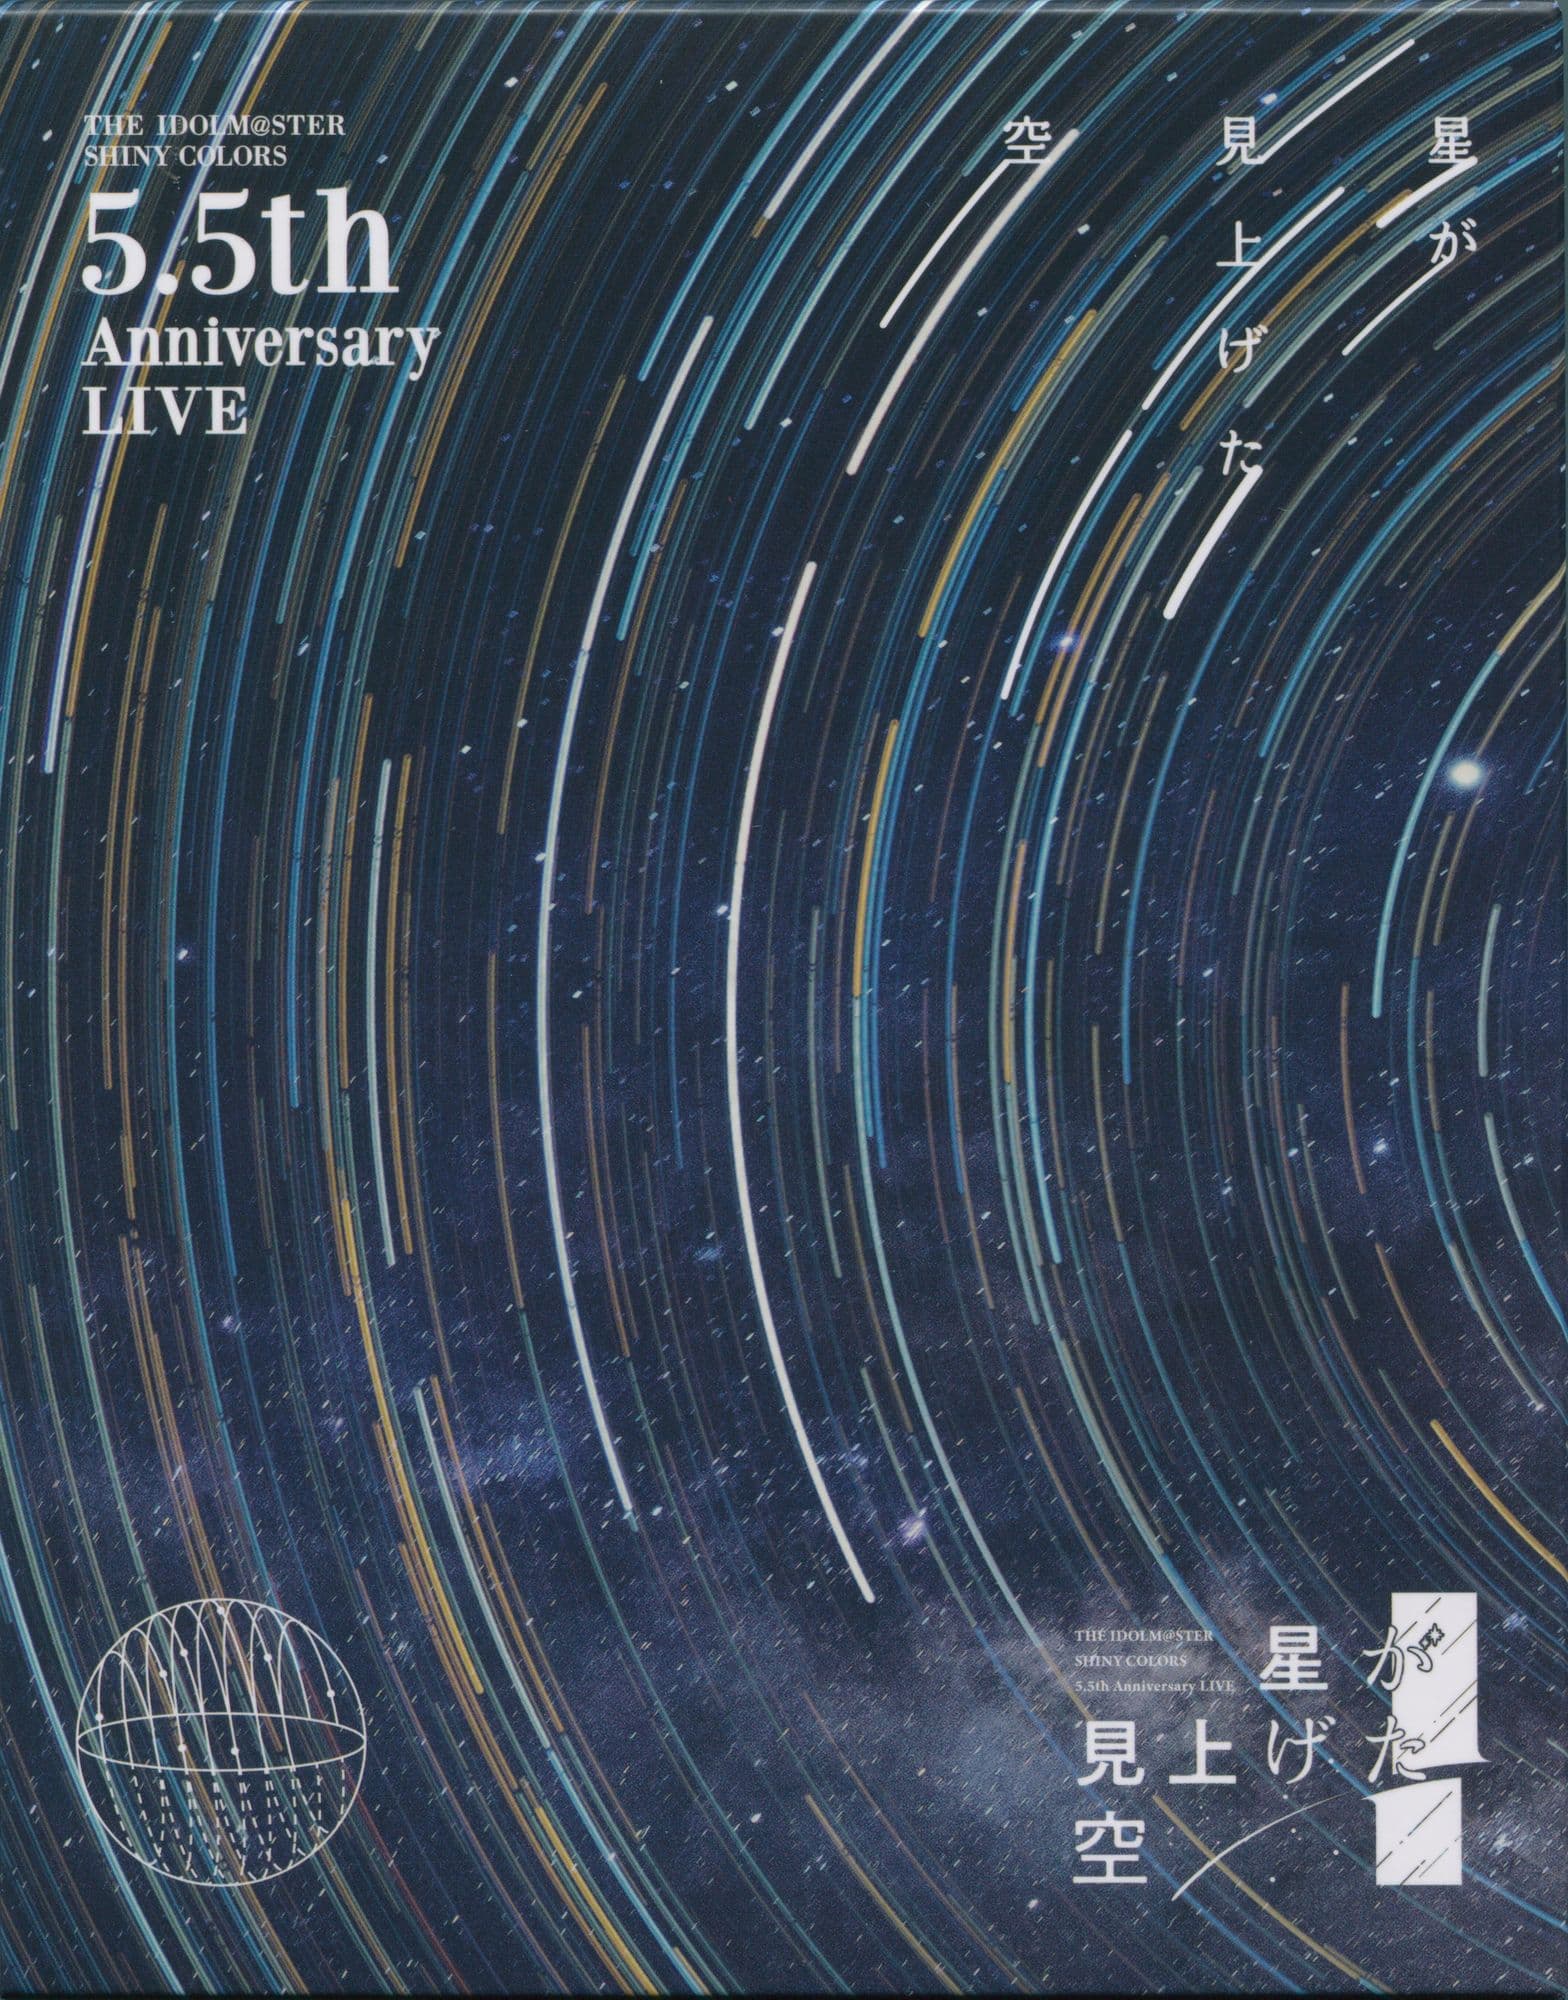 THE IDOLM@STER
SHINY COLORS
5.5th
Anniversary
LIVE
星が
見上げた
空
THE IDOLM@STER
SHINY COLORS
5.5th Anniversary LIVE
星が
見上げた
空